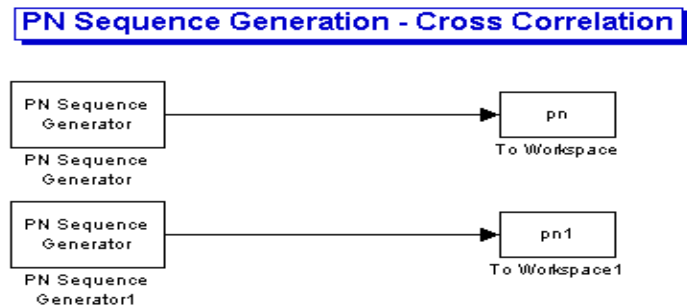 PN Sequence Generation - Cross Correlation
PN Sequence
Generator
pn
PN Sequence
Generator
To Workspace
PN Sequence
Generator
pn1
PN Sequence
Generator1
To Workspace1